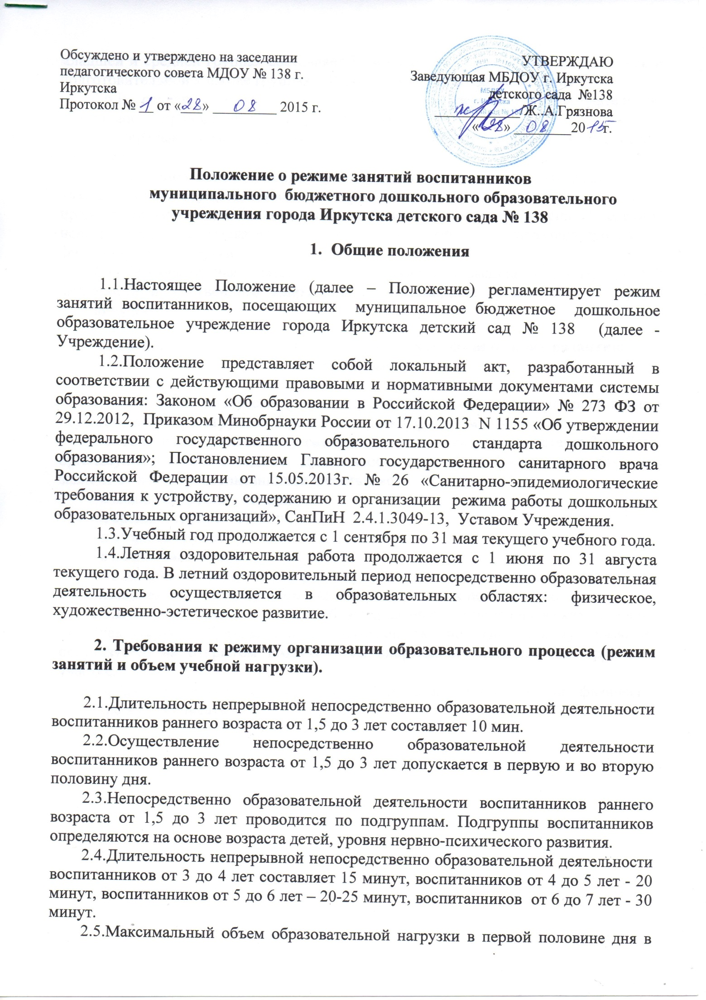 Обсуждено и утверждено на заседании
педагогического совета МДОУ № 138 г.
Иркутска
Протокол № 1 от «28» 08 2015 г.
УТВЕРЖДАЮ
Заведующая МБДОУ г. Иркутска
детского сада №138
/Ж..А.Грязнова
«28» 08 2015 г.
МБДОУ
г. Иркутска
Положение о режиме занятий воспитанников
муниципального бюджетного дошкольного образовательного
учреждения города Иркутска детского сада № 138
1. Общие положения
1.1.Настоящее Положение (далее – Положение) регламентирует режим
занятий воспитанников, посещающих муниципальное бюджетное дошкольное
образовательное учреждение города Иркутска детский сад № 138 (далее -
Учреждение).
1.2.Положение представляет собой локальный акт, разработанный в
соответствии с действующими правовыми и нормативными документами системы
образования: Законом «Об образовании в Российской Федерации» № 273 ФЗ от
29.12.2012, Приказом Минобрнауки России от 17.10.2013 N 1155 «Об утверждении
федерального государственного образовательного стандарта дошкольного
образования»; Постановлением Главного государственного санитарного врача
Российской Федерации от 15.05.2013г. № 26 «Санитарно-эпидемиологические
требования к устройству, содержанию и организации режима работы дошкольных
образовательных организаций», СанПиН 2.4.1.3049-13, Уставом Учреждения.
1.3.Учебный год продолжается с 1 сентября по 31 мая текущего учебного года.
1.4.Летняя оздоровительная работа продолжается с 1 июня по 31 августа
текущего года. В летний оздоровительный период непосредственно образовательная
деятельность осуществляется в образовательных областях: физическое,
художественно-эстетическое развитие.
2. Требования к режиму организации образовательного процесса (режим
занятий и объем учебной нагрузки).
2.1.Длительность непрерывной непосредственно образовательной деятельности
воспитанников раннего возраста от 1,5 до 3 лет составляет 10 мин.
2.2.Осуществление непосредственно образовательной деятельности
воспитанников раннего возраста от 1,5 до 3 лет допускается в первую и во вторую
половину дня.
2.3.Непосредственно образовательной деятельности воспитанников раннего
возраста от 1,5 до 3 лет проводится по подгруппам. Подгруппы воспитанников
определяются на основе возраста детей, уровня нервно-психического развития.
2.4.Длительность непрерывной непосредственно образовательной деятельности
воспитанников от 3 до 4 лет составляет 15 минут, воспитанников от 4 до 5 лет - 20
минут, воспитанников от 5 до 6 лет – 20-25 минут, воспитанников от 6 до 7 лет - 30
минут.
2.5.Максимальный объем образовательной нагрузки в первой половине дня в